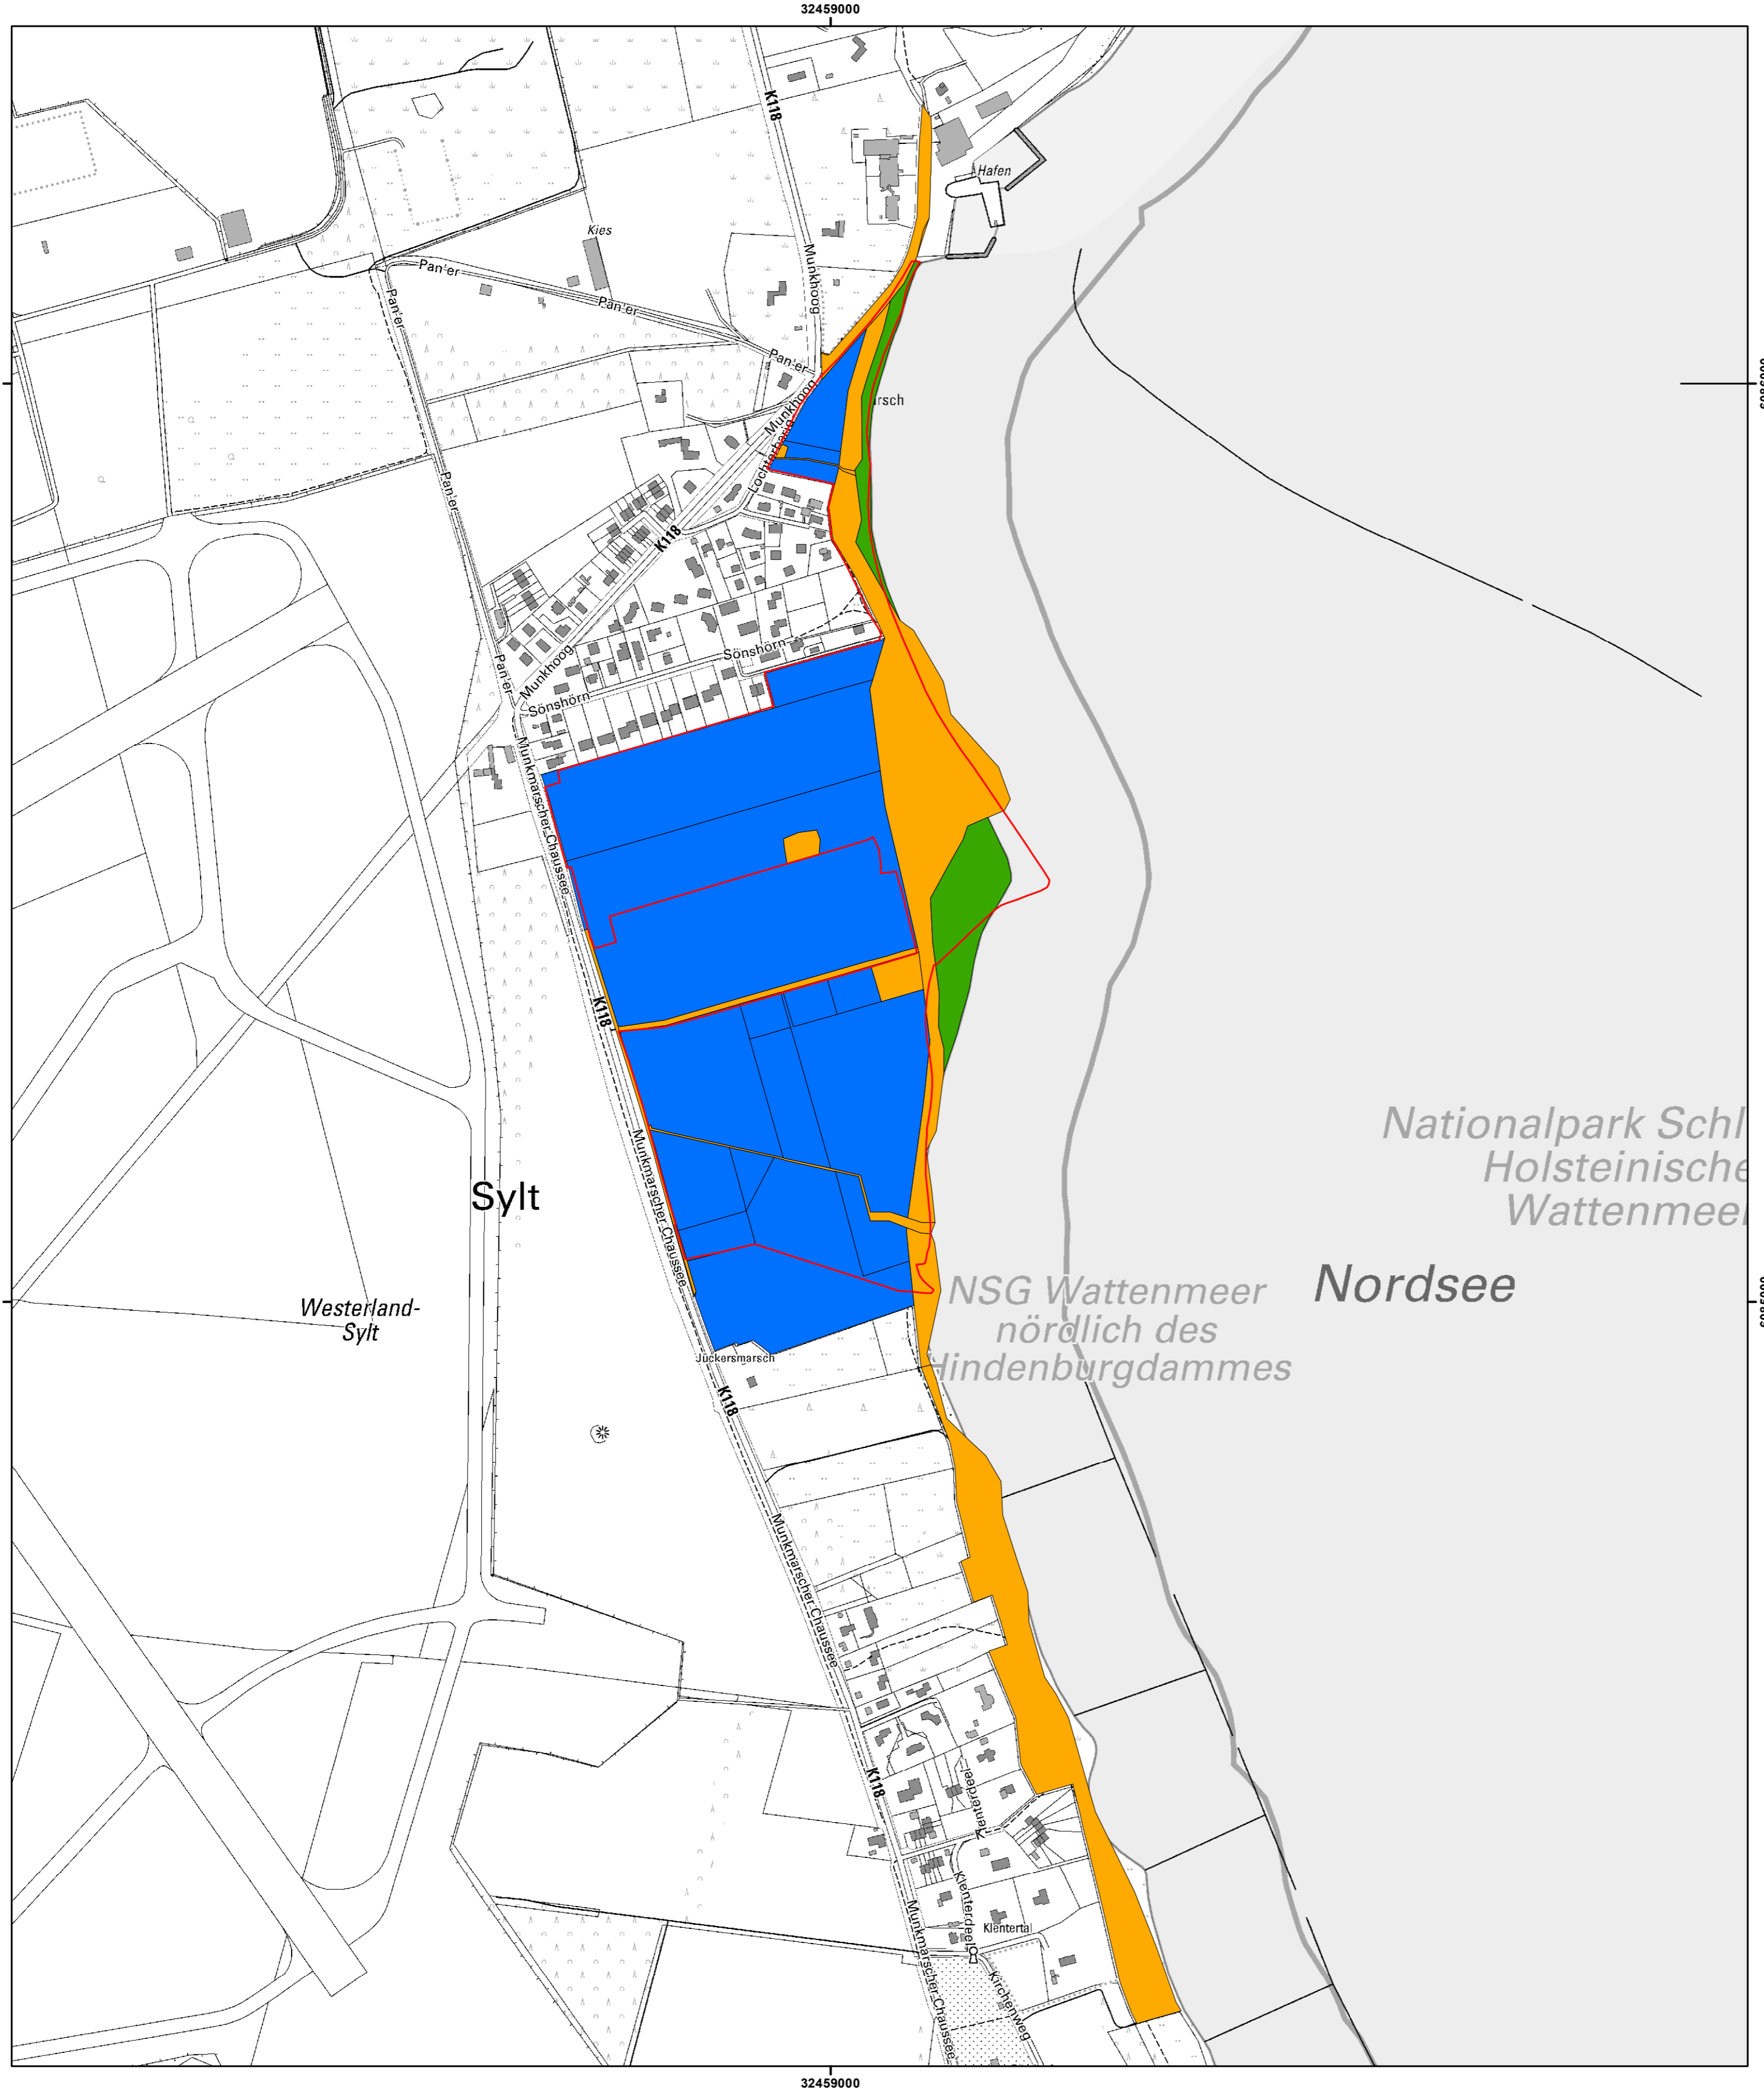 32459000
K118
Hafen
Kies
Munkhoog
Pan'er
Pan'er
Pan'er
Pan'er
Munkhoog
rsch
Pan'er
K118
Sönshörn
Pan'er
Munkhoog
Sönshörn
Munkmarscher Chaussee
K118
Nationalpark Schl
Holsteinische
Wattenmee
Munkmarscher Chaussee
Sylt
Nordsee
NSG Wattenmeer
nördlich des
Hindenburgdammes
Westerland-
Sylt
Jückersmarsch
K118
Munkmarscher Chaussee
K118
Klenterdeel
Klenterdeel
Klentertal
Munkmarscher Chaussee
Kirchenweg
32459000